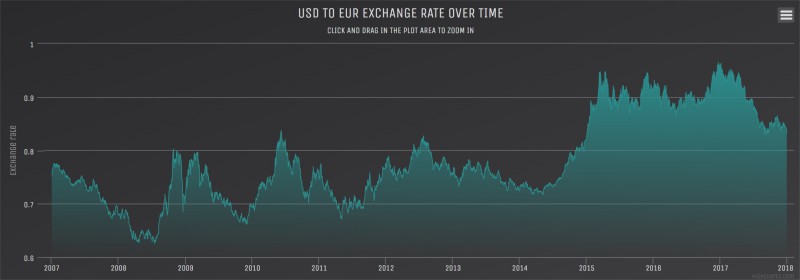 USD TO EUR EXCHANGE RATE OVER TIME
CLICK AND DRAG IN THE PLOT AREA TO ZOOM IN
Exchange rate
1
0.9
0.8
0.7
0.6
2007 2008 2009 2010 2011 2012 2013 2014 2015 2016 2017 2018